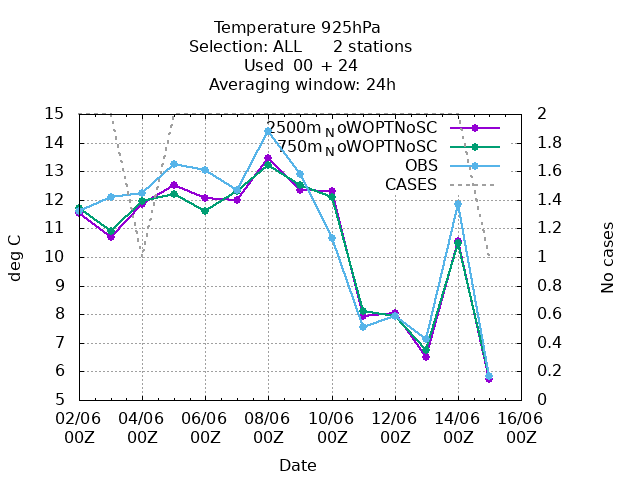 Temperature 925hPa
Selection: ALL 2 stations
Used 00 + 24
Averaging window: 24h
2500m_NoWOPTNoSC
750m_NoWOPTNoSC
OBS
CASES
15
14
13
12
11
10
9
8
7
6
5
deg C
2
1.8
1.6
1.4
1.2
1
0.8
0.6
0.4
0.2
0
No cases
02/06 04/06 06/06 08/06 10/06 12/06 14/06 16/06
00Z 00Z 00Z 00Z 00Z 00Z 00Z 00Z
Date